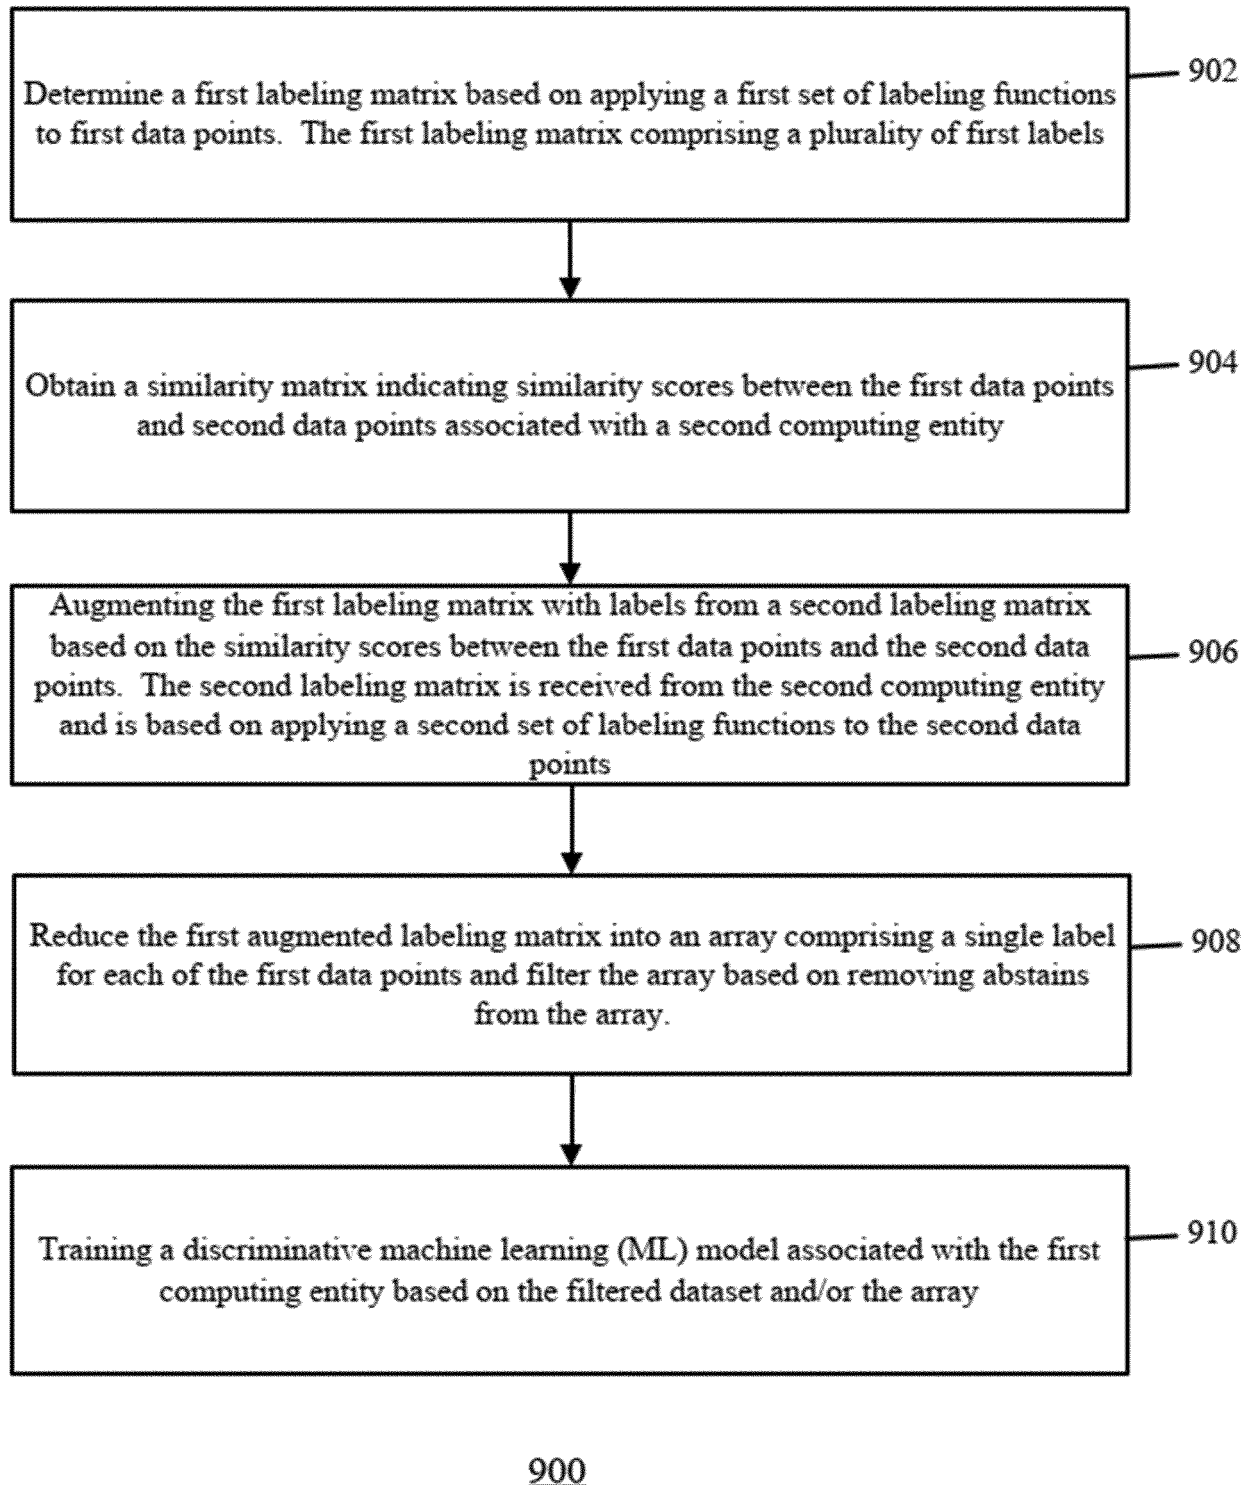 Determine a first labeling matrix based on applying a first set of labeling functions
to first data points.  The first labeling matrix comprising a plurality of first labels
902
Obtain a similarity matrix indicating similarity scores between the first data points
and second data points associated with a second computing entity
904
Augmenting the first labeling matrix with labels from a second labeling matrix
based on the similarity scores between the first data points and the second data
points.  The second labeling matrix is received from the second computing entity
and is based on applying a second set of labeling functions to the second data
points
906
Reduce the first augmented labeling matrix into an array comprising a single label
for each of the first data points and filter the array based on removing abstains
from the array.
908
Training a discriminative machine learning (ML) model associated with the first
computing entity based on the filtered dataset and/or the array
910
900